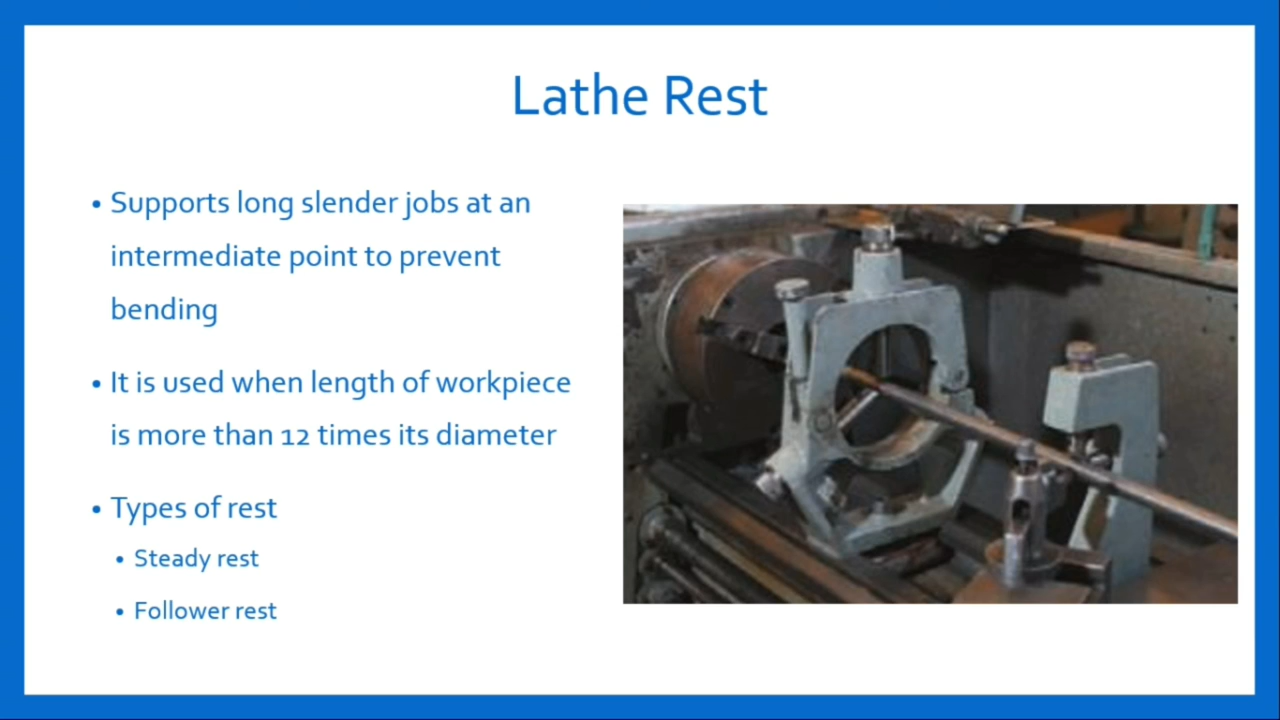 Lathe Rest
• Supports long slender jobs at an
intermediate point to prevent
bending
• It is used when length of workpiece
is more than 12 times its diameter
• Types of rest
• Steady rest
• Follower rest